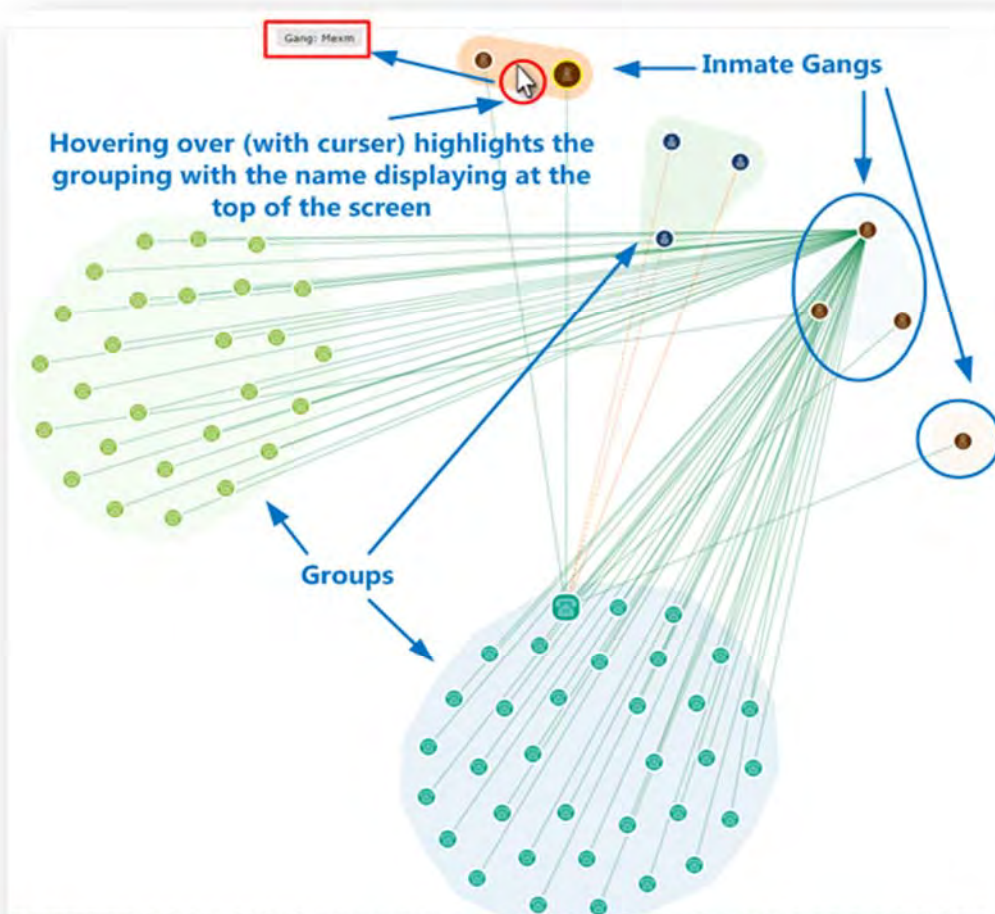 Gang: Mexm
Inmate Gangs
Hovering over (with curser) highlights the
grouping with the name displaying at the
top of the screen
Groups